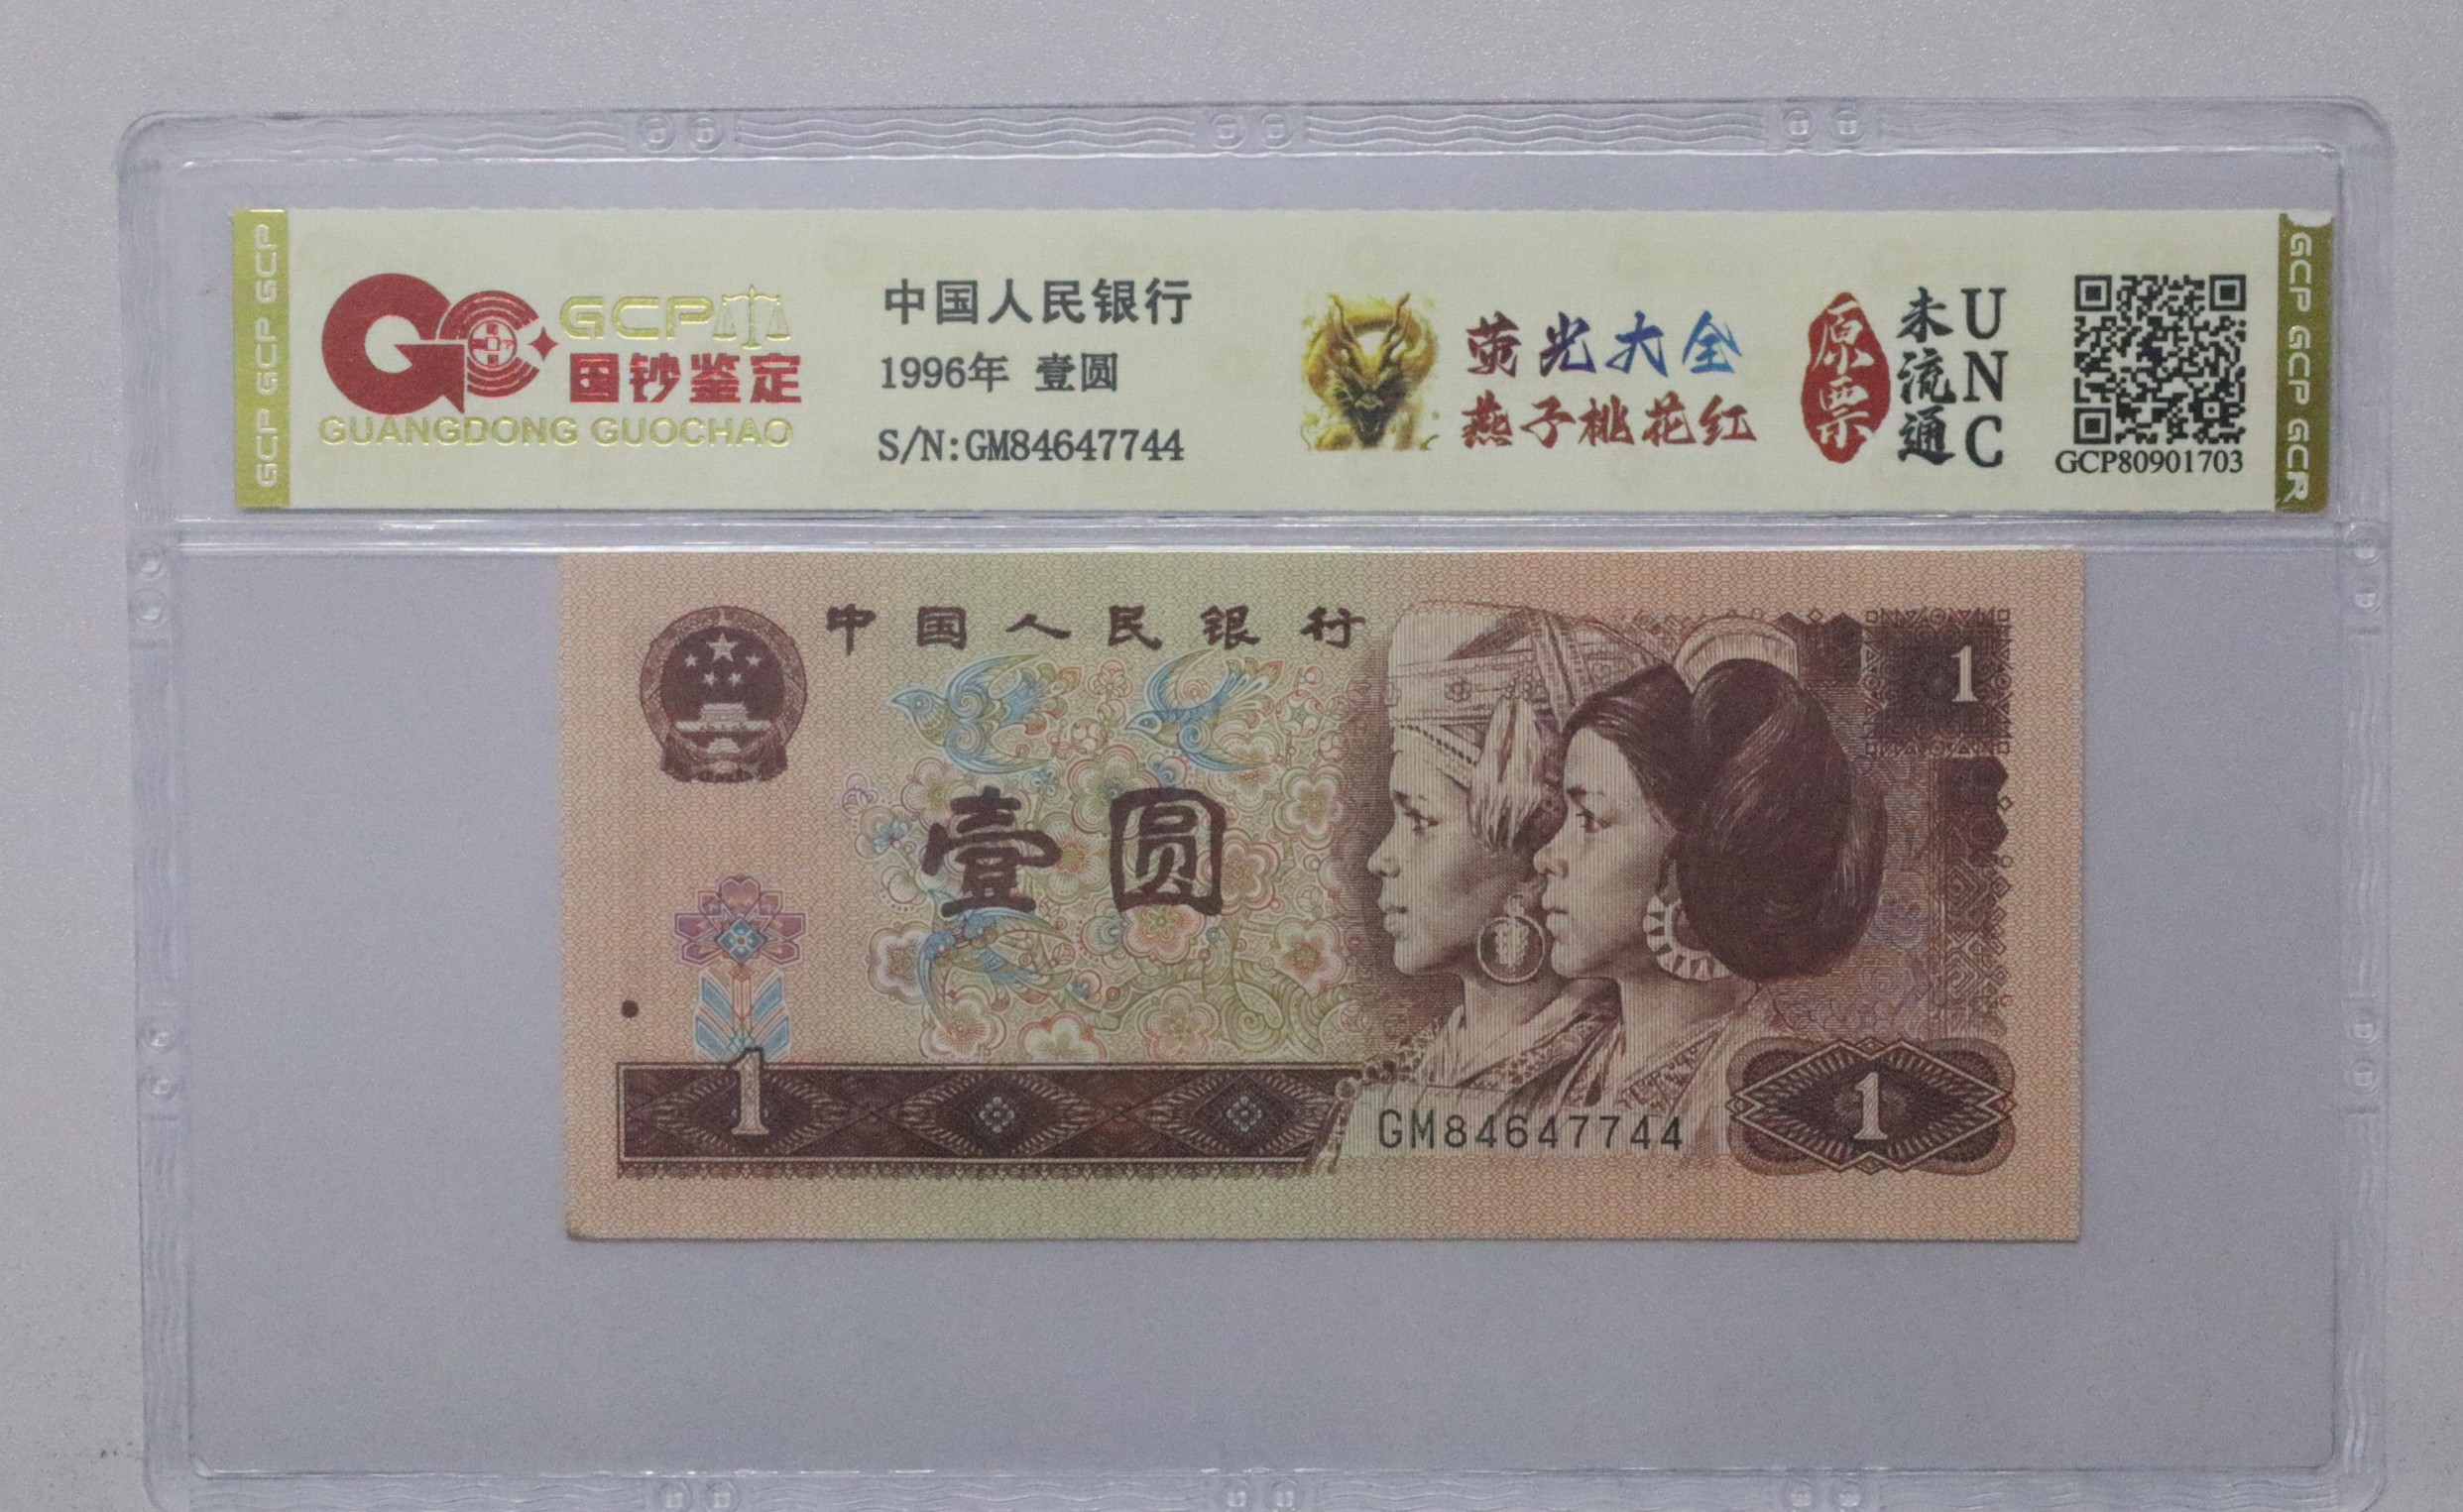 GCP GCP GCP
GCP
国钞鉴定
GUANGDONG GUOCHAO
中国人民银行
1996年 壹圆
S/N:GM84647744
荧光大全
燕子桃花红
原票
未流通
UNC
GCP80901703
GCP GCP GCP
中国人民银行
1
壹圆
1
GM84647744
1